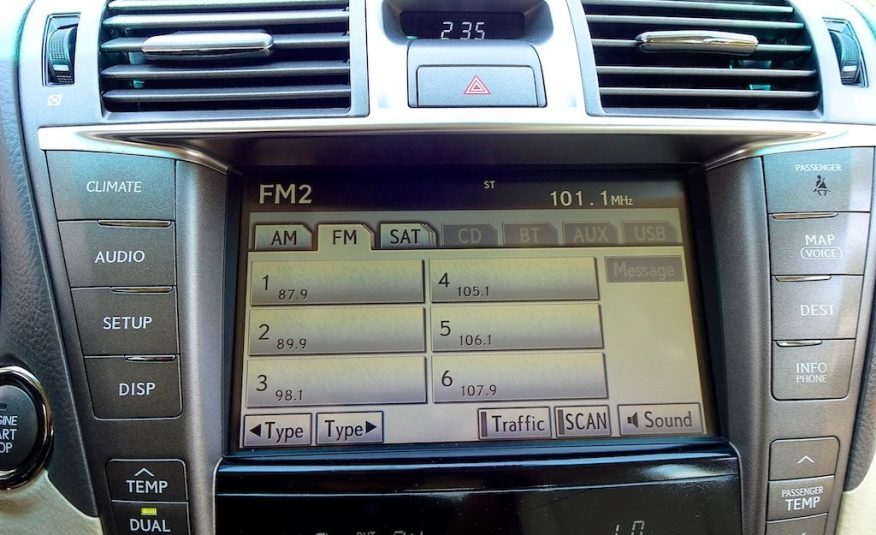 2:35
CLIMATE
AUDIO
SETUP
DISP
FM2
ST
101.1 MHz
AM FM SAT CD BT AUX USB
1 87.9
4 105.1
Message
2 89.9
5 106.1
3 98.1
6 107.9
◄Type Type► Traffic SCAN Sound
PASSENGER
MAP
VOICE
DEST
INFO
PHONE
TEMP
DUAL
PASSENGER
TEMP